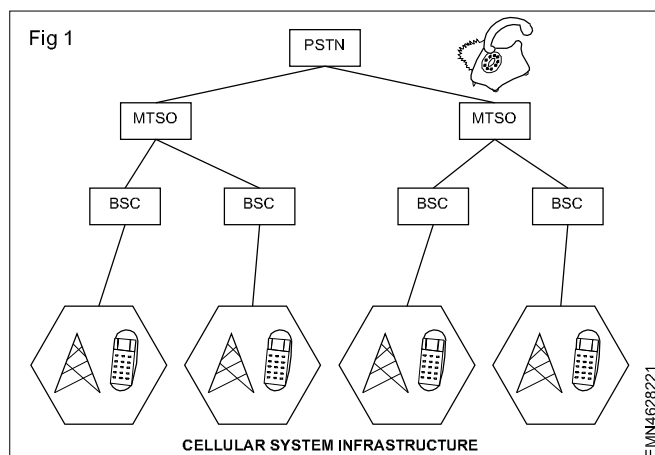 Fig 1
PSTN
MTSO
MTSO
BSC
BSC
BSC
BSC
CELLULAR SYSTEM INFRASTRUCTURE
EMN4628221